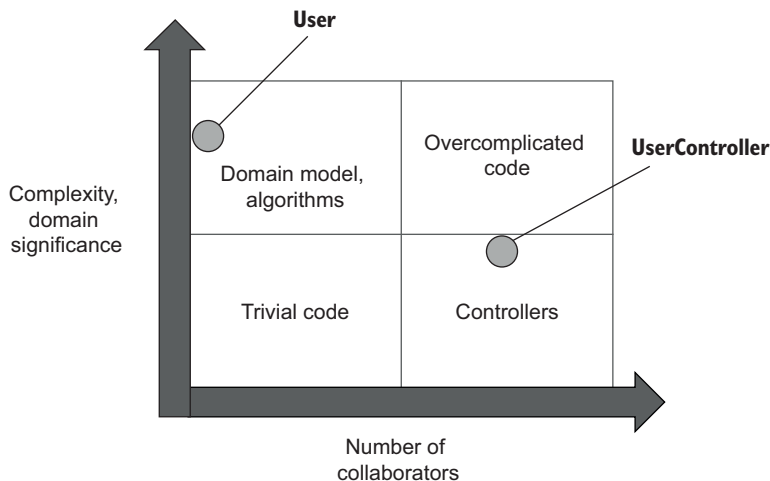 User
UserController
Complexity,
domain
significance
Domain model,
algorithms
Overcomplicated
code
Trivial code
Controllers
Number of
collaborators